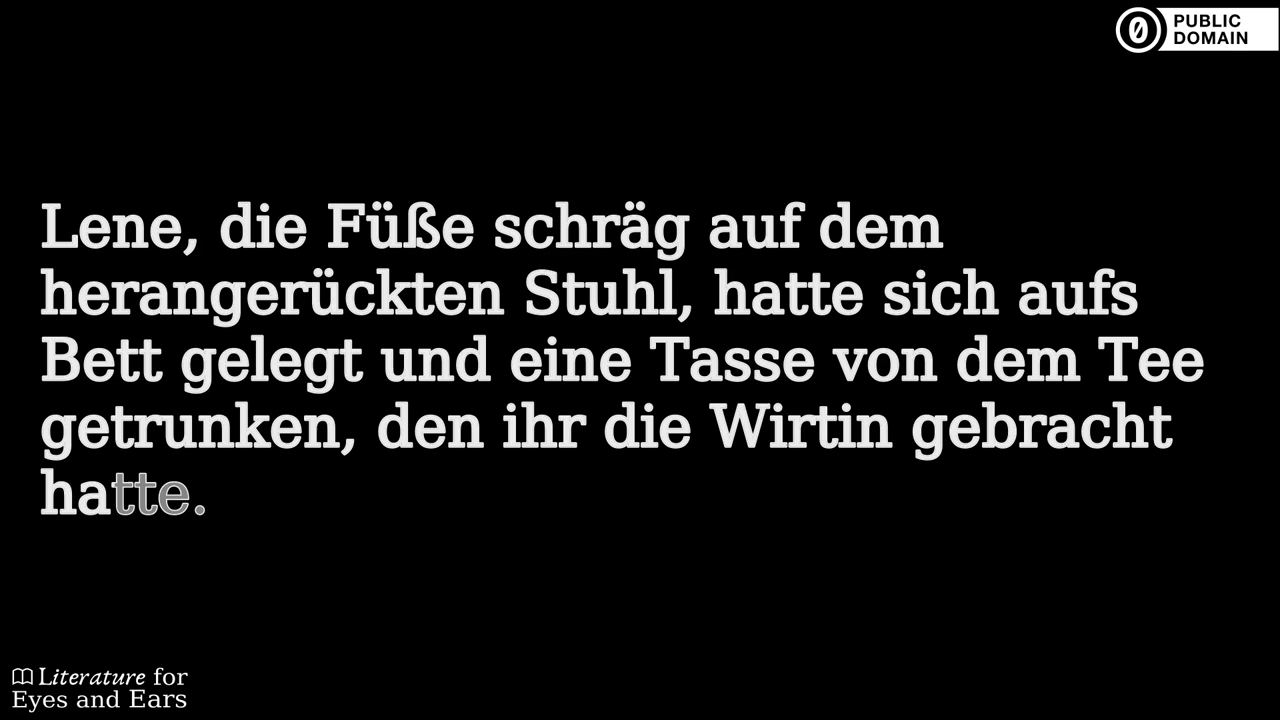 PUBLIC
DOMAIN
Lene, die Füße schräg auf dem
herangerückten Stuhl, hatte sich aufs
Bett gelegt und eine Tasse von dem Tee
getrunken, den ihr die Wirtin gebracht
hatte.
Literature for
Eyes and Ears